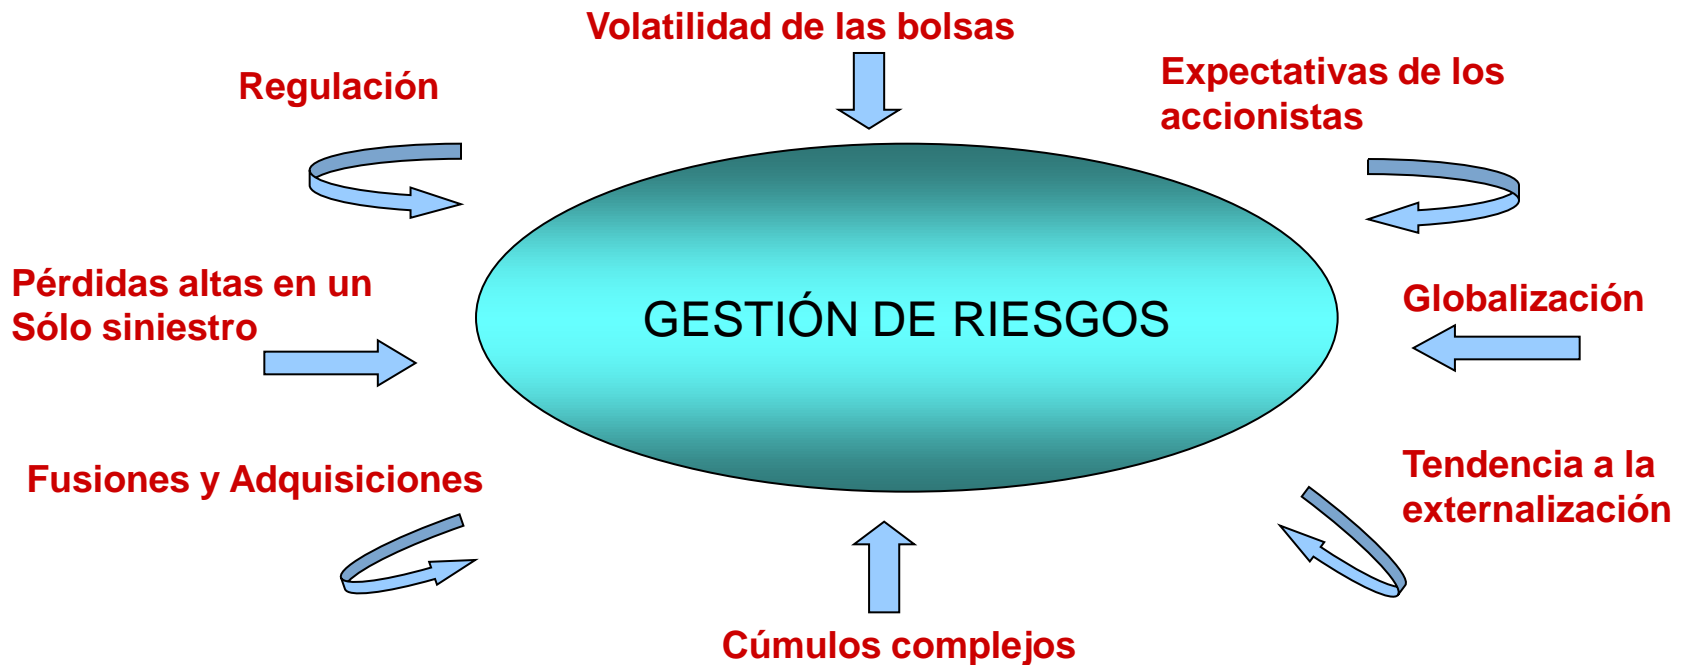 Volatilidad de las bolsas
Regulación
Expectativas de los
accionistas
Pérdidas altas en un
Sólo siniestro
GESTIÓN DE RIESGOS
Globalización
Fusiones y Adquisiciones
Tendencia a la
externalización
Cúmulos complejos